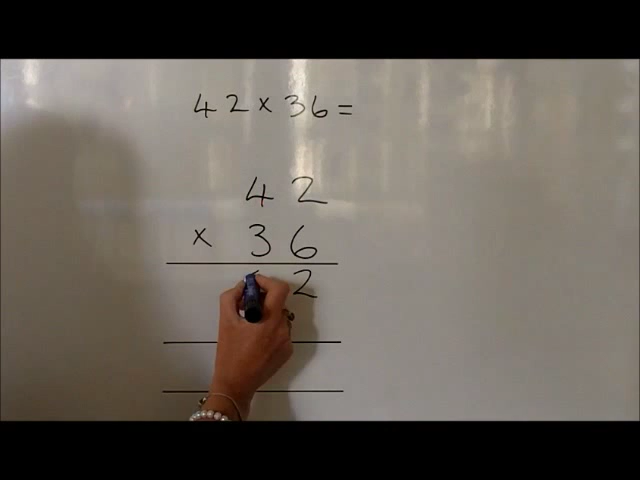 42 × 36 =
42
× 36
2